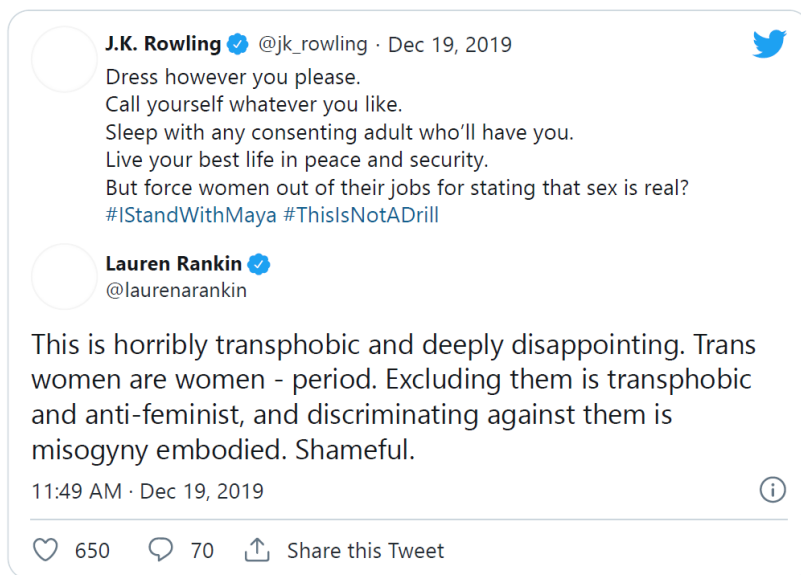 J.K. Rowling @jk_rowling · Dec 19, 2019
Dress however you please.
Call yourself whatever you like.
Sleep with any consenting adult who’ll have you.
Live your best life in peace and security.
But force women out of their jobs for stating that sex is real?
#IStandWithMaya #ThisIsNotADrill
Lauren Rankin
@laurenarankin
This is horribly transphobic and deeply disappointing. Trans
women are women - period. Excluding them is transphobic
and anti-feminist, and discriminating against them is
misogyny embodied. Shameful.
11:49 AM · Dec 19, 2019
650 70 Share this Tweet